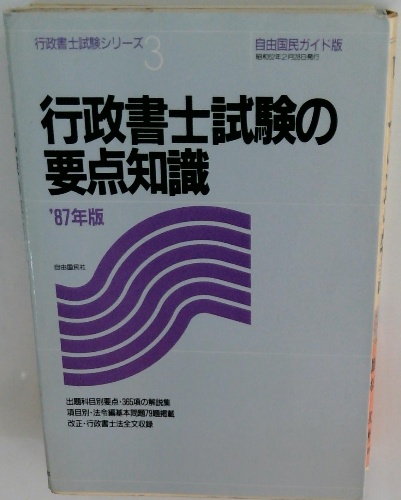 行政書士試験シリーズ3
自由国民ガイド版
昭和62年2月28日発行
行政書士試験の
要点知識
'87年版
自由国民社
出題科目別要点・365項の解説集
項目別・法令編基本問題79題掲載
改正・行政書士法全文収録